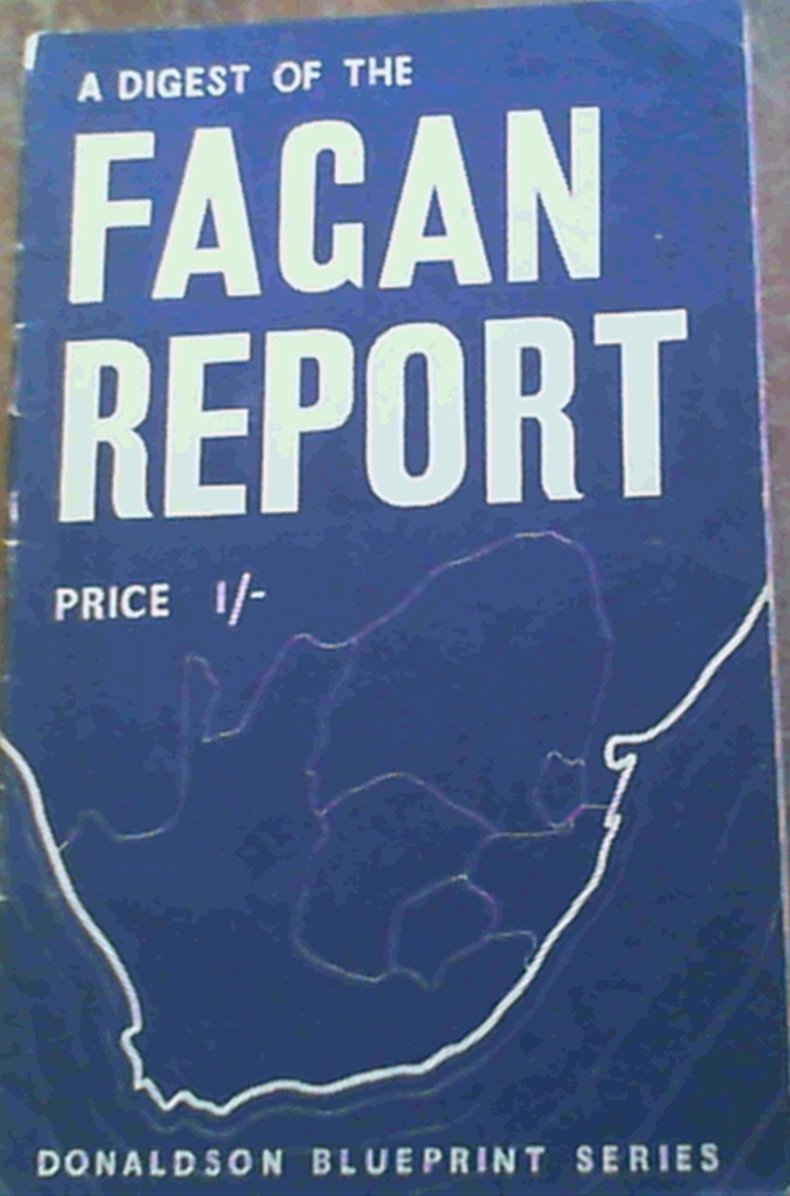 A DIGEST OF THE
FAGAN
REPORT
PRICE 1/-
DONALDSON BLUEPRINT SERIES